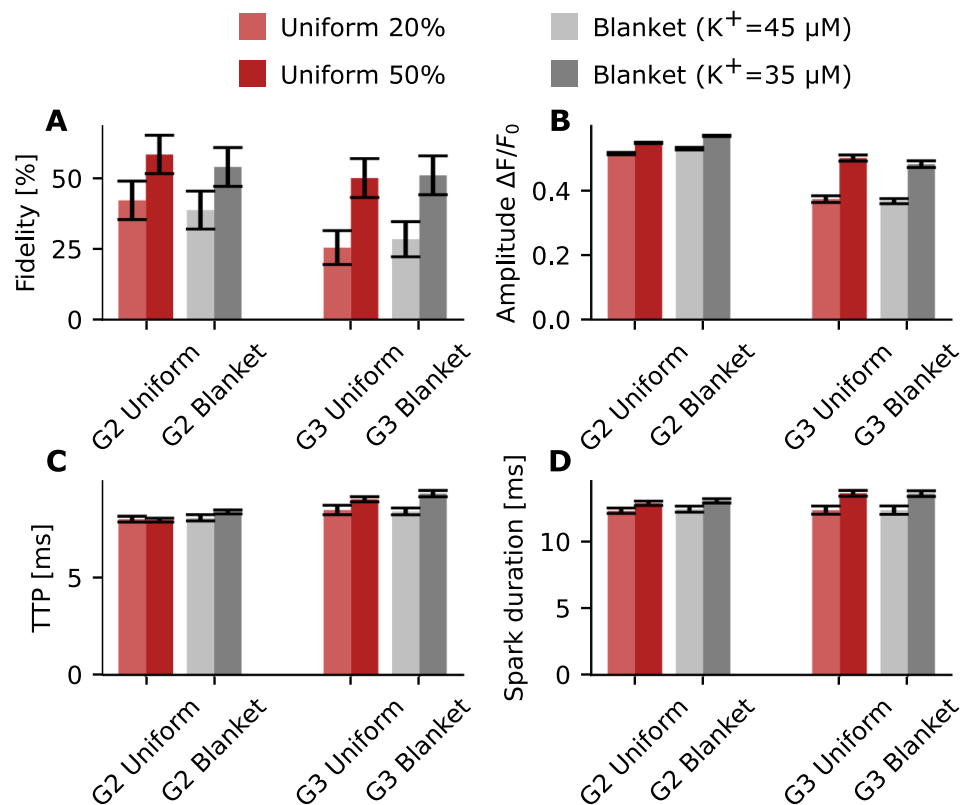 Uniform 20%
Uniform 50%
Blanket (K⁺=45 μM)
Blanket (K⁺=35 μM)
A
Fidelity [%]
50
25
0
G2 Uniform
G2 Blanket
G3 Uniform
G3 Blanket
B
Amplitude ΔF/F₀
0.4
0.2
0.0
G2 Uniform
G2 Blanket
G3 Uniform
G3 Blanket
C
TTP [ms]
5
0
G2 Uniform
G2 Blanket
G3 Uniform
G3 Blanket
D
Spark duration [ms]
10
5
0
G2 Uniform
G2 Blanket
G3 Uniform
G3 Blanket